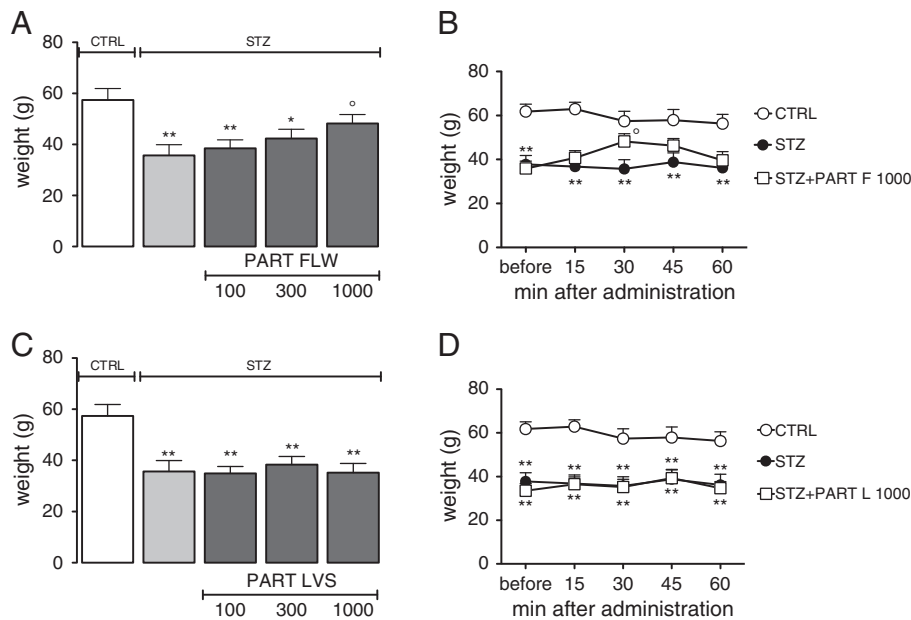 A
CTRL STZ
80
60
40
20
0
weight (g)
** ** * °
PART FLW
100 300 1000
B
80
60
40
20
0
weight (g)
**
°
** ** ** **
before 15 30 45 60
min after administration
CTRL
STZ
STZ+PART F 1000
C
CTRL STZ
80
60
40
20
0
weight (g)
** ** ** **
PART LVS
100 300 1000
D
80
60
40
20
0
weight (g)
** ** ** ** **
** ** ** ** **
before 15 30 45 60
min after administration
CTRL
STZ
STZ+PART L 1000